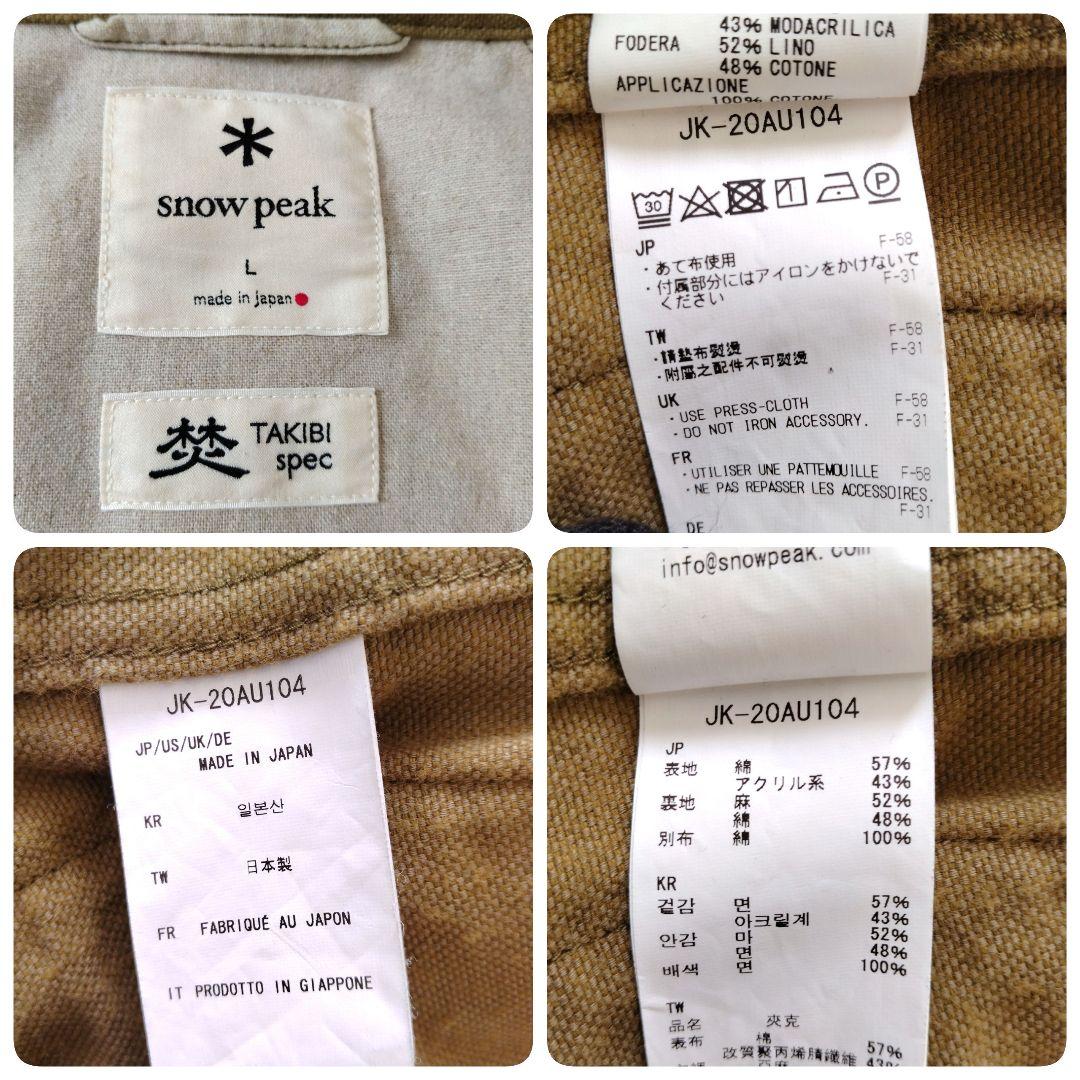 snow peak
L
made in japan
焚 TAKIBI
spec
43% MODACRILICA
FODERA 52% LINO
48% COTONE
APPLICAZIONE
100% COTONE
JK-20AU104
30 P
JP F-58
・あて布使用
・付属部分にはアイロンをかけないで F-31
ください
TW F-58
・請墊布熨燙 F-31
・附屬之配件不可熨燙
UK F-58
・USE PRESS-CLOTH
・DO NOT IRON ACCESSORY. F-31
FR
・UTILISER UNE PATTEMOUILLE F-58
・NE PAS REPASSER LES ACCESSOIRES.
F-31
DE
JK-20AU104
JP/US/UK/DE
MADE IN JAPAN
KR 일본산
TW 日本製
FR FABRIQUÉ AU JAPON
IT PRODOTTO IN GIAPPONE
info@snowpeak.com
JK-20AU104
JP
表地 綿 57%
アクリル系 43%
裏地 麻 52%
綿 48%
別布 綿 100%
KR
겉감 면 57%
아크릴계 43%
안감 마 52%
면 48%
배색 면 100%
TW
品名 夾克
表布 棉 57%
改質聚丙烯腈纖維 43%